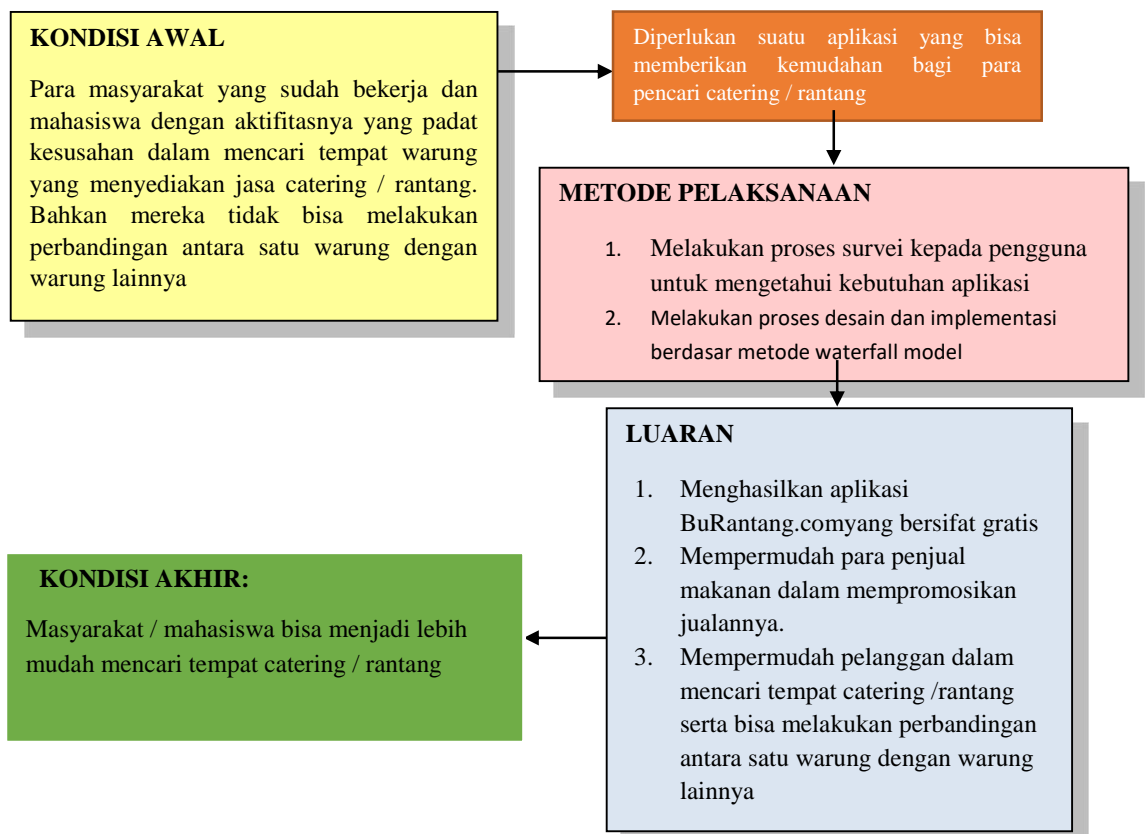 KONDISI AWAL
Para masyarakat yang sudah bekerja dan
mahasiswa dengan aktifitasnya yang padat
kesusahan dalam mencari tempat warung
yang menyediakan jasa catering / rantang.
Bahkan mereka tidak bisa melakukan
perbandingan antara satu warung dengan
warung lainnya
Diperlukan suatu aplikasi yang bisa
memberikan kemudahan bagi para
pencari catering / rantang
METODE PELAKSANAAN
1. Melakukan proses survei kepada pengguna
untuk mengetahui kebutuhan aplikasi
2. Melakukan proses desain dan implementasi
berdasar metode waterfall model
LUARAN
1. Menghasilkan aplikasi
BuRantang.comyang bersifat gratis
2. Mempermudah para penjual
makanan dalam mempromosikan
jualannya.
3. Mempermudah pelanggan dalam
mencari tempat catering /rantang
serta bisa melakukan perbandingan
antara satu warung dengan warung
lainnya
KONDISI AKHIR:
Masyarakat / mahasiswa bisa menjadi lebih
mudah mencari tempat catering / rantang